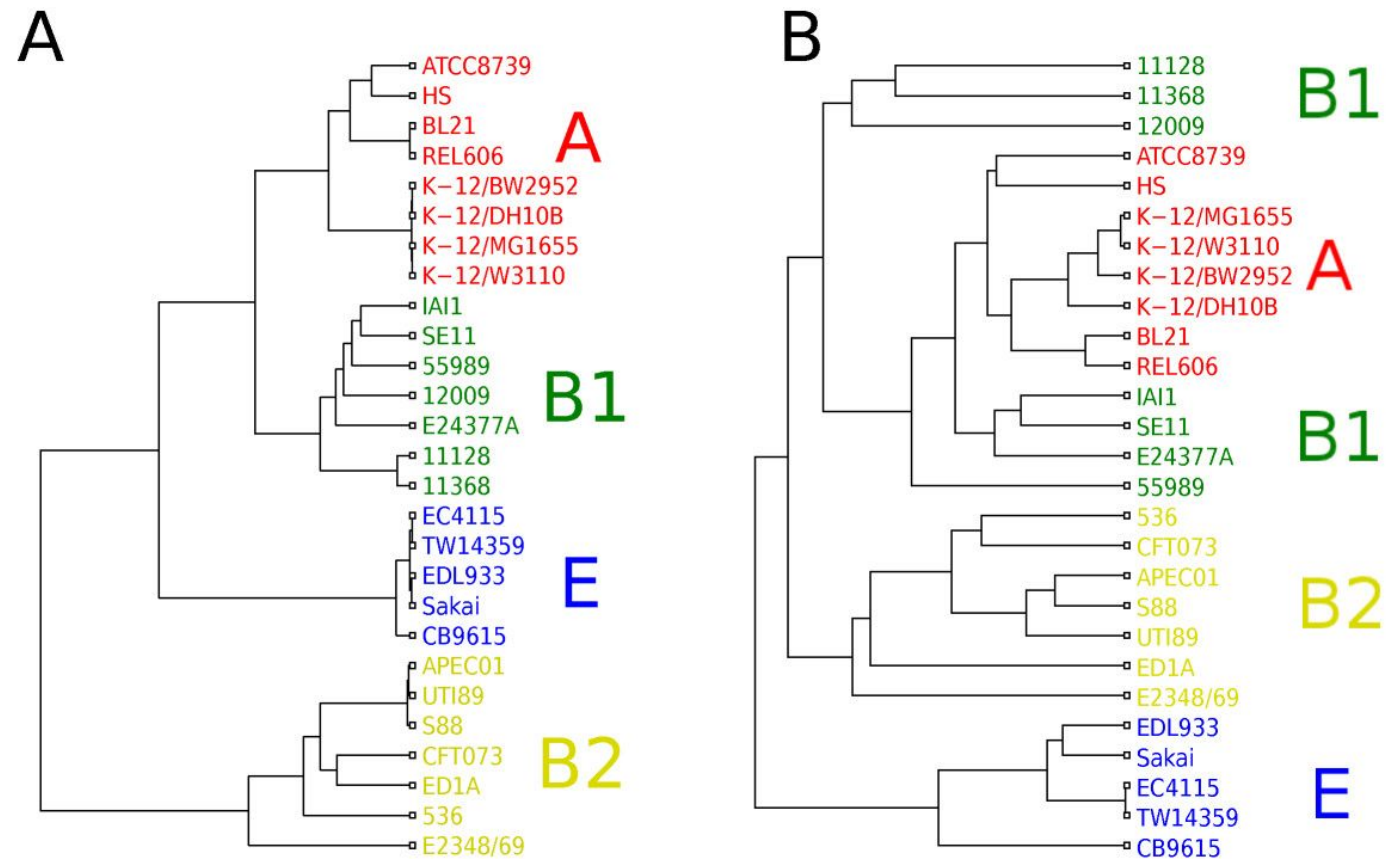 A
ATCC8739
HS
BL21
REL606
K−12/BW2952
K−12/DH10B
K−12/MG1655
K−12/W3110
A
IAI1
SE11
55989
12009
E24377A
11128
11368
B1
EC4115
TW14359
EDL933
Sakai
CB9615
E
APEC01
UTI89
S88
CFT073
ED1A
536
E2348/69
B2
B
11128
11368
12009
B1
ATCC8739
HS
K−12/MG1655
K−12/W3110
K−12/BW2952
K−12/DH10B
BL21
REL606
A
IAI1
SE11
E24377A
55989
B1
536
CFT073
APEC01
S88
UTI89
ED1A
E2348/69
B2
EDL933
Sakai
EC4115
TW14359
CB9615
E